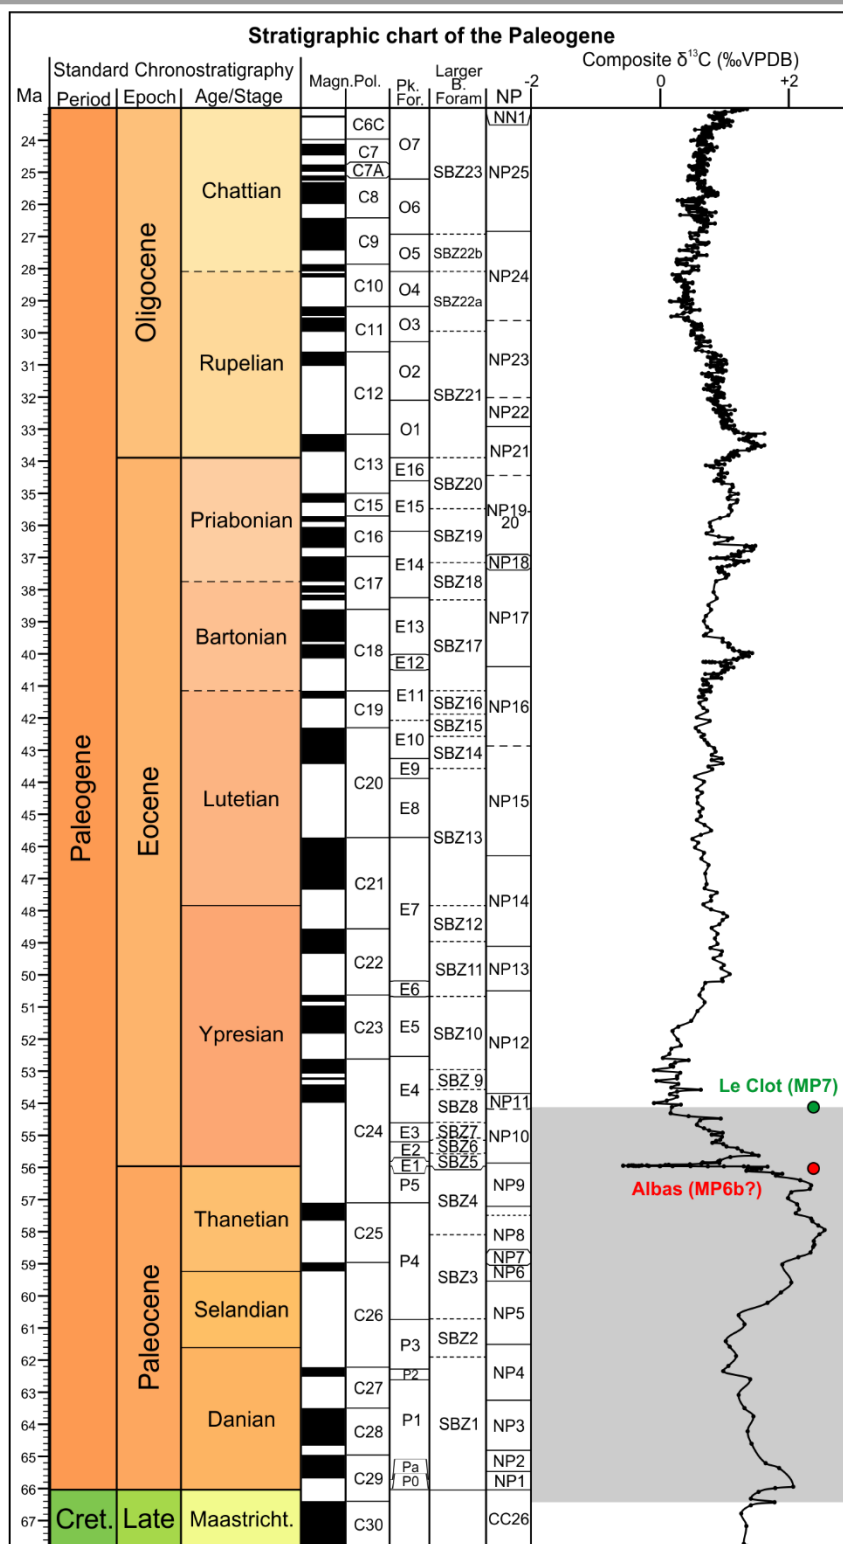 Stratigraphic chart of the Paleogene
Standard Chronostratigraphy
Magn.Pol.
Pk. For.
Larger B. Foram
NP
Composite δ¹³C (‰VPDB)
-2 0 +2
Ma
Period Epoch Age/Stage
24
25
26
27
28
29
30
31
32
33
34
35
36
37
38
39
40
41
42
43
44
45
46
47
48
49
50
51
52
53
54
55
56
57
58
59
60
61
62
63
64
65
66
67
Paleogene
Cret.
Oligocene
Eocene
Paleocene
Late
Chattian
Rupelian
Priabonian
Bartonian
Lutetian
Ypresian
Thanetian
Selandian
Danian
Maastricht.
C6C
C7
C7A
C8
C9
C10
C11
C12
C13
C15
C16
C17
C18
C19
C20
C21
C22
C23
C24
C25
C26
C27
C28
C29
C30
O7
O6
O5
O4
O3
O2
O1
E16
E15
E14
E13
E12
E11
E10
E9
E8
E7
E6
E5
E4
E3
E2
E1
P5
P4
P3
P2
P1
Pa
P0
SBZ23
SBZ22b
SBZ22a
SBZ21
SBZ20
SBZ19
SBZ18
SBZ17
SBZ16
SBZ15
SBZ14
SBZ13
SBZ12
SBZ11
SBZ10
SBZ 9
SBZ8
SBZ7
SBZ6
SBZ5
SBZ4
SBZ3
SBZ2
SBZ1
NN1
NP25
NP24
NP23
NP22
NP21
NP19-
20
NP18
NP17
NP16
NP15
NP14
NP13
NP12
NP11
NP10
NP9
NP8
NP7
NP6
NP5
NP4
NP3
NP2
NP1
CC26
Le Clot (MP7)
Albas (MP6b?)